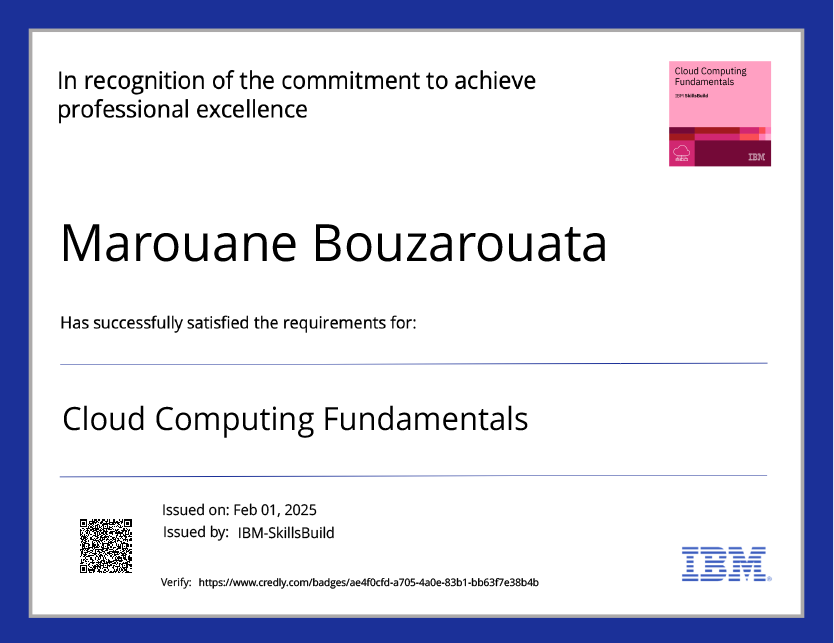 In recognition of the commitment to achieve
professional excellence
Cloud Computing
Fundamentals
IBM SkillsBuild
IBM
Marouane Bouzarouata
Has successfully satisfied the requirements for:
Cloud Computing Fundamentals
Issued on: Feb 01, 2025
Issued by: IBM-SkillsBuild
Verify: https://www.credly.com/badges/ae4f0cfd-a705-4a0e-83b1-bb63f7e38b4b
IBM®